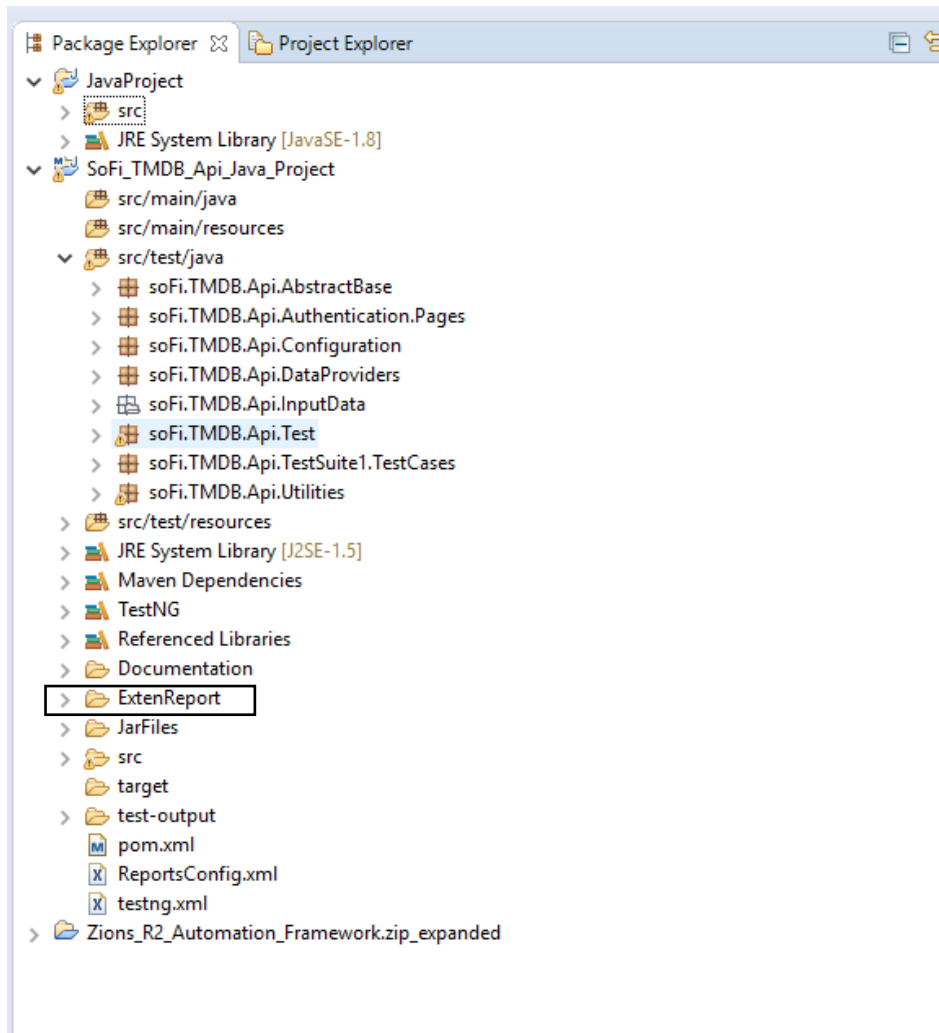 Package Explorer Project Explorer
JavaProject
src
JRE System Library [JavaSE-1.8]
SoFi_TMDB_Api_Java_Project
src/main/java
src/main/resources
src/test/java
soFi.TMDB.Api.AbstractBase
soFi.TMDB.Api.Authentication.Pages
soFi.TMDB.Api.Configuration
soFi.TMDB.Api.DataProviders
soFi.TMDB.Api.InputData
soFi.TMDB.Api.Test
soFi.TMDB.Api.TestSuite1.TestCases
soFi.TMDB.Api.Utilities
src/test/resources
JRE System Library [J2SE-1.5]
Maven Dependencies
TestNG
Referenced Libraries
Documentation
ExtenReport
JarFiles
src
target
test-output
pom.xml
ReportsConfig.xml
testng.xml
Zions_R2_Automation_Framework.zip_expanded